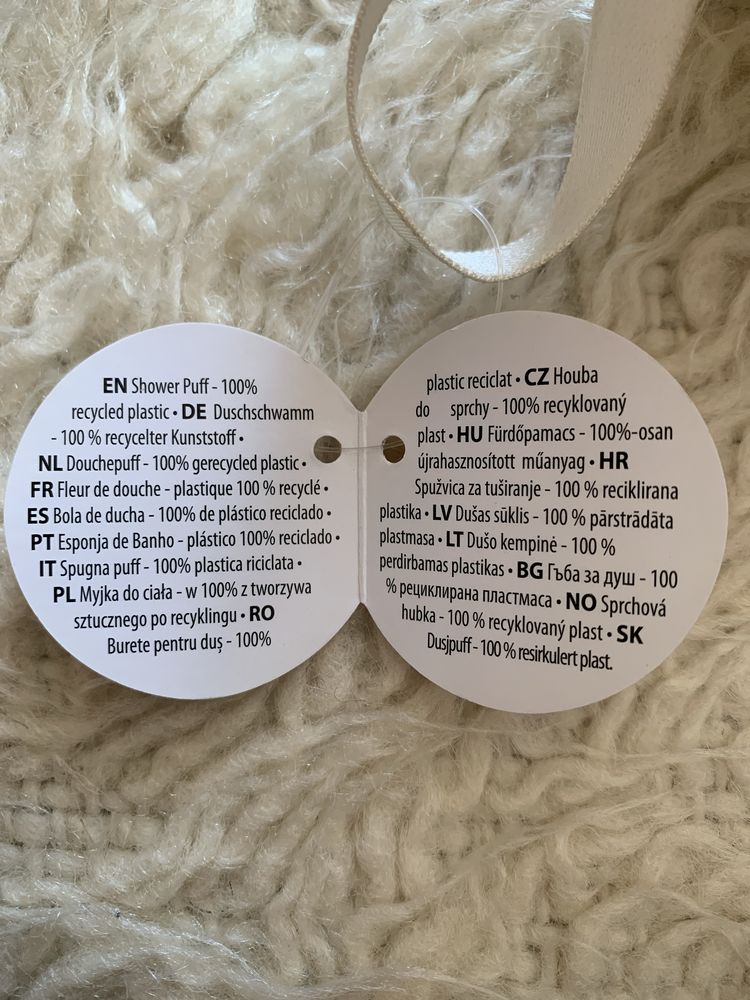 EN Shower Puff - 100%
recycled plastic • DE Duschschwamm
- 100 % recycelter Kunststoff •
NL Douchepuff - 100% gerecycled plastic •
FR Fleur de douche - plastique 100 % recyclé •
ES Bola de ducha - 100% de plástico reciclado •
PT Esponja de Banho - plástico 100% reciclado •
IT Spugna puff - 100% plastica riciclata •
PL Myjka do ciała - w 100% z tworzywa
sztucznego po recyklingu • RO
Burete pentru duș - 100%
plastic reciclat • CZ Houba
do sprchy - 100% recyklovaný
plast • HU Fürdőpamacs - 100%-osan
újrahasznosított műanyag • HR
Spužvica za tuširanje - 100 % reciklirana
plastika • LV Dušas sūklis - 100 % pārstrādāta
plastmasa • LT Dušo kempinė - 100 %
perdirbamas plastikas • BG Гъба за душ - 100
% рециклирана пластмаса • NO Sprchová
hubka - 100 % recyklovaný plast • SK
Dusjpuff - 100 % resirkulert plast.